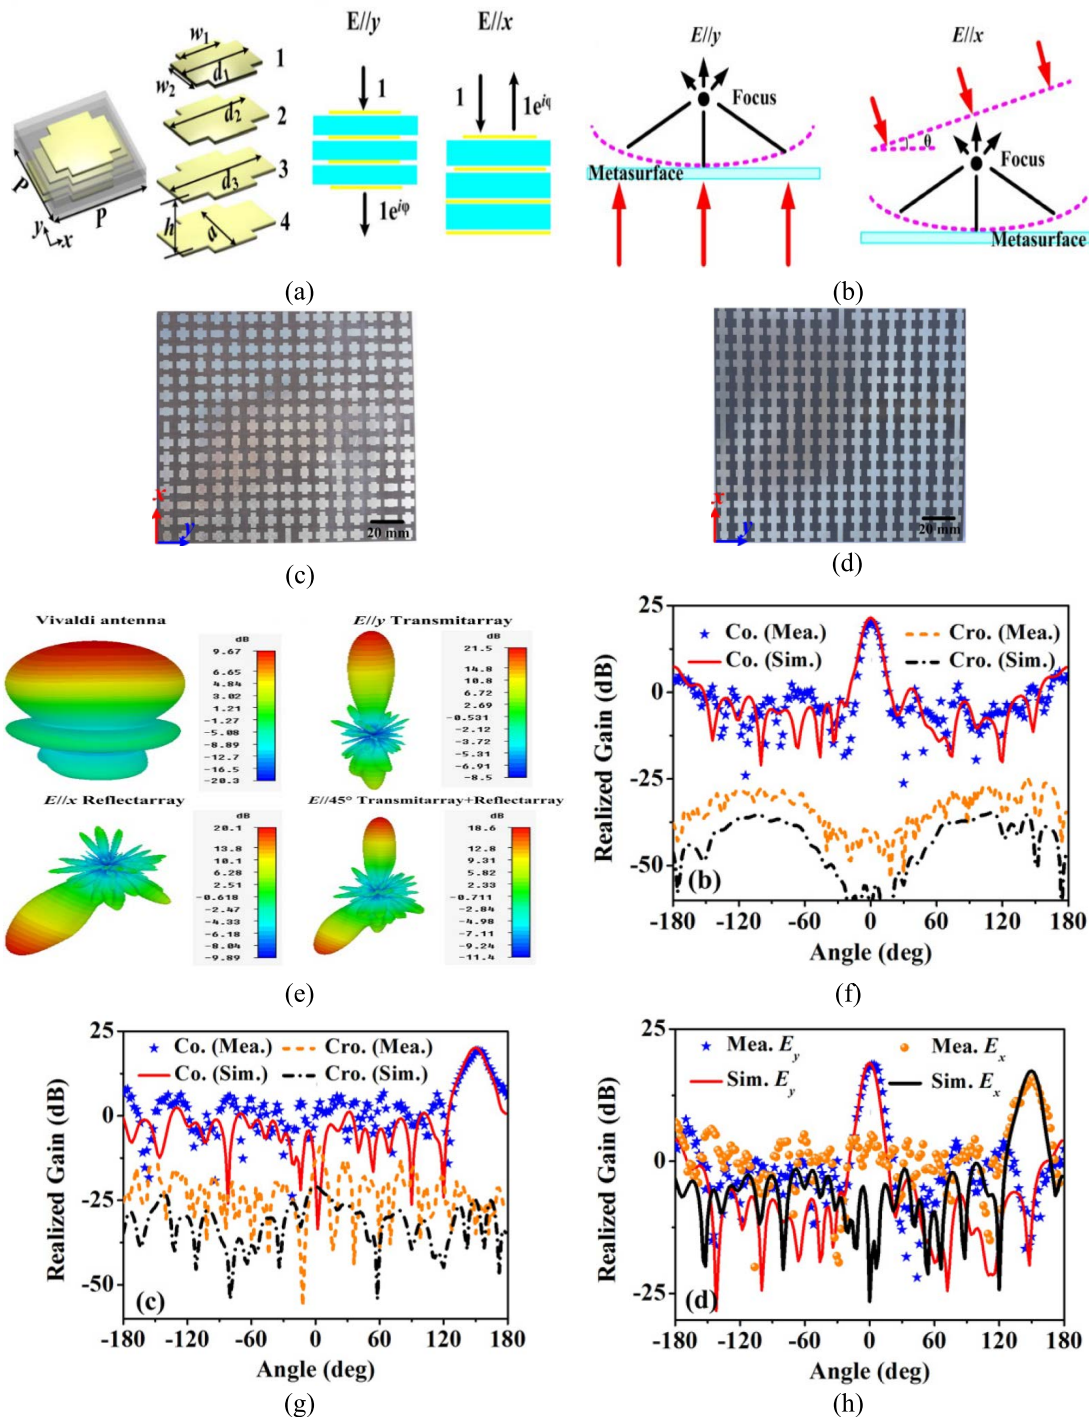 w1
w2
d1
1
d2
2
d3
3
h
a
4
P
P
y
x
E//y
1
1e^iφ
E//x
1
(a)
E//y
Focus
Metasurface
E//x
θ
Focus
Metasurface
(b)
x
y
20 mm
(c)
x
y
20 mm
(d)
Vivaldi antenna
dB
9.67
6.65
4.84
3.02
1.21
-1.27
-5.08
-8.89
-12.7
-16.5
-20.3
E//y Transmitarray
dB
21.5
14.8
10.8
6.72
2.69
-0.531
-2.12
-3.72
-5.31
-6.91
-8.5
E//x Reflectarray
dB
20.1
13.8
10.1
6.28
2.51
-0.618
-2.47
-4.33
-6.18
-8.04
-9.89
E//45° Transmitarray+Reflectarray
dB
18.6
12.8
9.31
5.82
2.33
-0.711
-2.84
-4.98
-7.11
-9.24
-11.4
(e)
Realized Gain (dB)
25
0
-25
-50
Co. (Mea.)
Cro. (Mea.)
Co. (Sim.)
Cro. (Sim.)
(b)
-180 -120 -60 0 60 120 180
Angle (deg)
(f)
Realized Gain (dB)
25
0
-25
-50
Co. (Mea.)
Cro. (Mea.)
Co. (Sim.)
Cro. (Sim.)
(c)
-180 -120 -60 0 60 120 180
Angle (deg)
(g)
Realized Gain (dB)
25
0
-25
Mea. Ey
Mea. Ex
Sim. Ey
Sim. Ex
(d)
-180 -120 -60 0 60 120 180
Angle (deg)
(h)